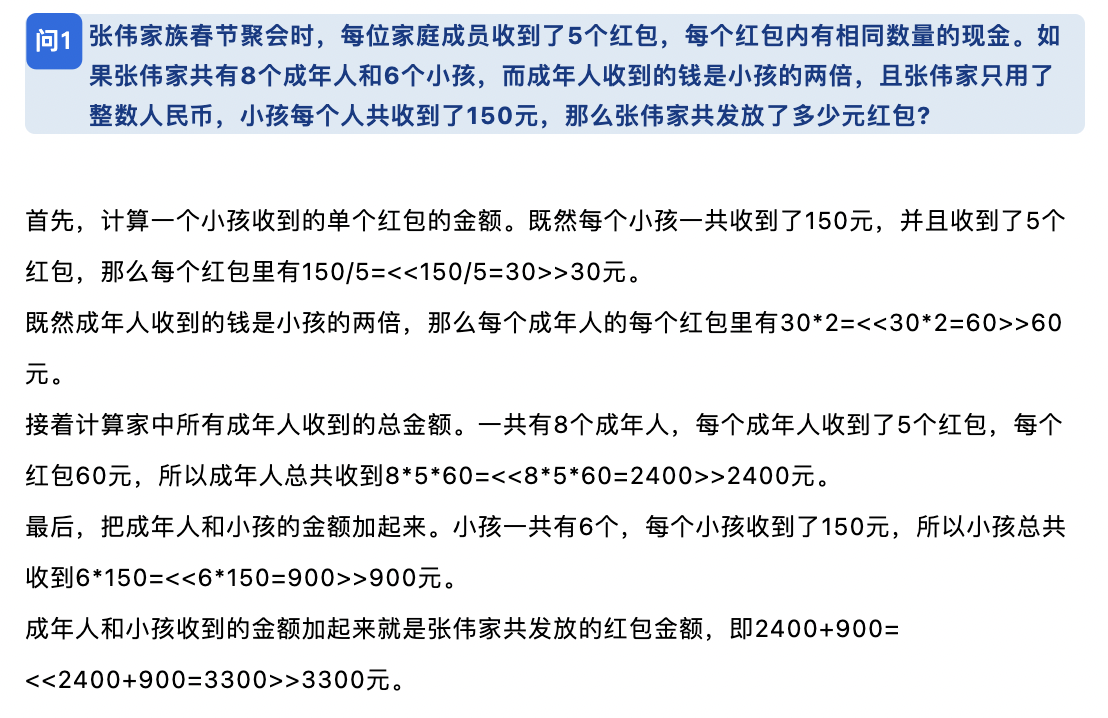 问1 张伟家族春节聚会时，每位家庭成员收到了5个红包，每个红包内有相同数量的现金。如
果张伟家共有8个成年人和6个小孩，而成年人收到的钱是小孩的两倍，且张伟家只用了
整数人民币，小孩每个人共收到了150元，那么张伟家共发放了多少元红包?
首先，计算一个小孩收到的单个红包的金额。既然每个小孩一共收到了150元，并且收到了5个
红包，那么每个红包里有150/5=<<150/5=30>>30元。
既然成年人收到的钱是小孩的两倍，那么每个成年人的每个红包里有30*2=<<30*2=60>>60
元。
接着计算家中所有成年人收到的总金额。一共有8个成年人，每个成年人收到了5个红包，每个
红包60元，所以成年人总共收到8*5*60=<<8*5*60=2400>>2400元。
最后，把成年人和小孩的金额加起来。小孩一共有6个，每个小孩收到了150元，所以小孩总共
收到6*150=<<6*150=900>>900元。
成年人和小孩收到的金额加起来就是张伟家共发放的红包金额，即2400+900=
<<2400+900=3300>>3300元。